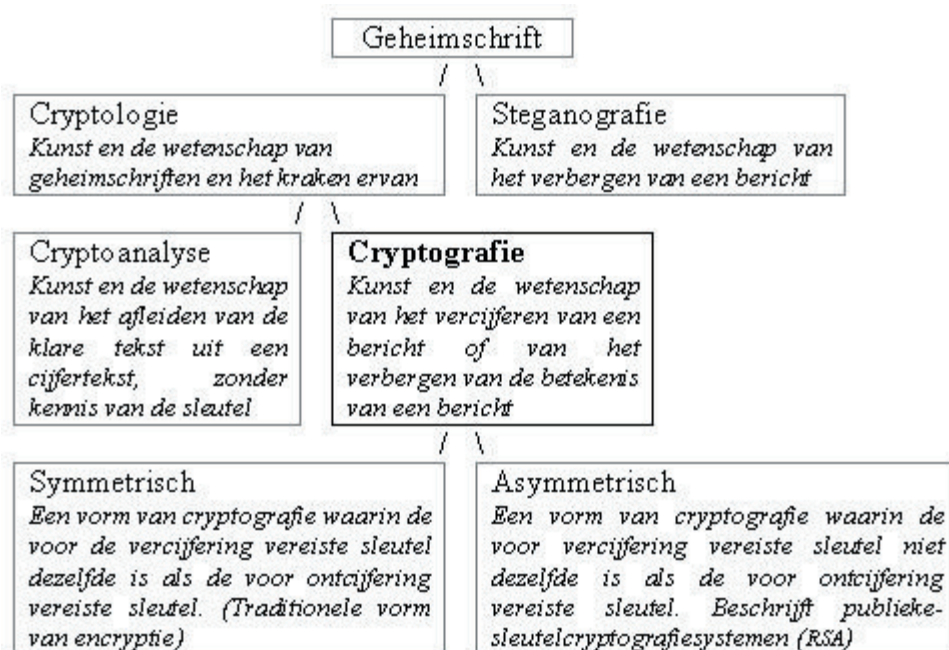 Geheimschrift
Cryptologie
Kunst en de wetenschap van
geheimschriften en het kraken ervan
Steganografie
Kunst en de wetenschap van
het verbergen van een bericht
Cryptoanalyse
Kunst en de wetenschap
van het afleiden van de
klare tekst uit een
cijfertekst, zonder
kennis van de sleutel
Cryptografie
Kunst en de wetenschap
van het vercijferen van een
bericht of van het
verbergen van de betekenis
van een bericht
Symmetrisch
Een vorm van cryptografie waarin de
voor de vercijfering vereiste sleutel
dezelfde is als de voor ontcijfering
vereiste sleutel. (Traditionele vorm
van encryptie)
Asymmetrisch
Een vorm van cryptografie waarin de
voor vercijfering vereiste sleutel niet
dezelfde is als de voor ontcijfering
vereiste sleutel. Beschrijft publieke-
sleutelcryptografiesystemen (RSA)